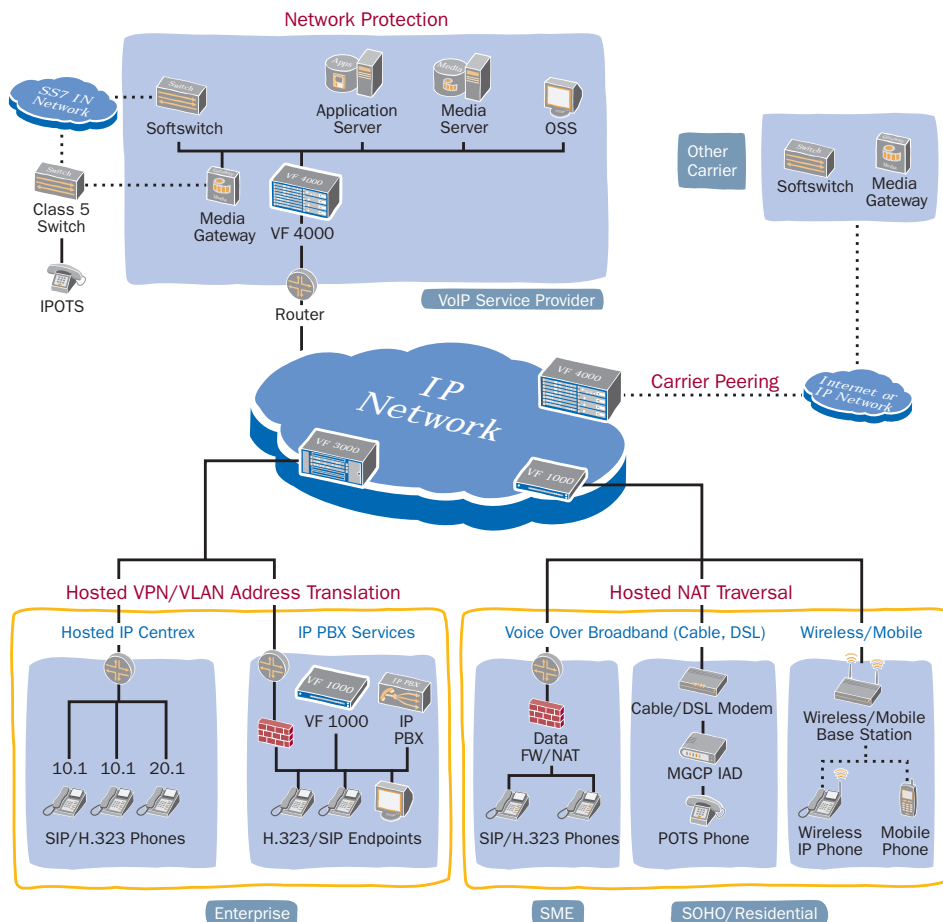 Network Protection
SS7 IN
Network
Switch
Softswitch
Apps
Application
Server
Media
Media
Server
OSS
Switch
Class 5
Switch
IPOTS
Media
Media
Gateway
VF 4000
VF 4000
Router
VoIP Service Provider
Other
Carrier
Switch
Softswitch
Media
Media
Gateway
IP
Network
VF 4000
Carrier Peering
Internet or
IP Network
VF 3000
VF 1000
Hosted VPN/VLAN Address Translation
Hosted IP Centrex
IP PBX Services
10.1
10.1
20.1
SIP/H.323 Phones
VF 1000
VF 1000
IP PBX
IP
PBX
H.323/SIP Endpoints
Enterprise
Hosted NAT Traversal
Voice Over Broadband (Cable, DSL)
Wireless/Mobile
Data
FW/NAT
SIP/H.323 Phones
Cable/DSL Modem
MGCP IAD
POTS Phone
Wireless/Mobile
Base Station
Wireless
IP Phone
Mobile
Phone
SME
SOHO/Residential